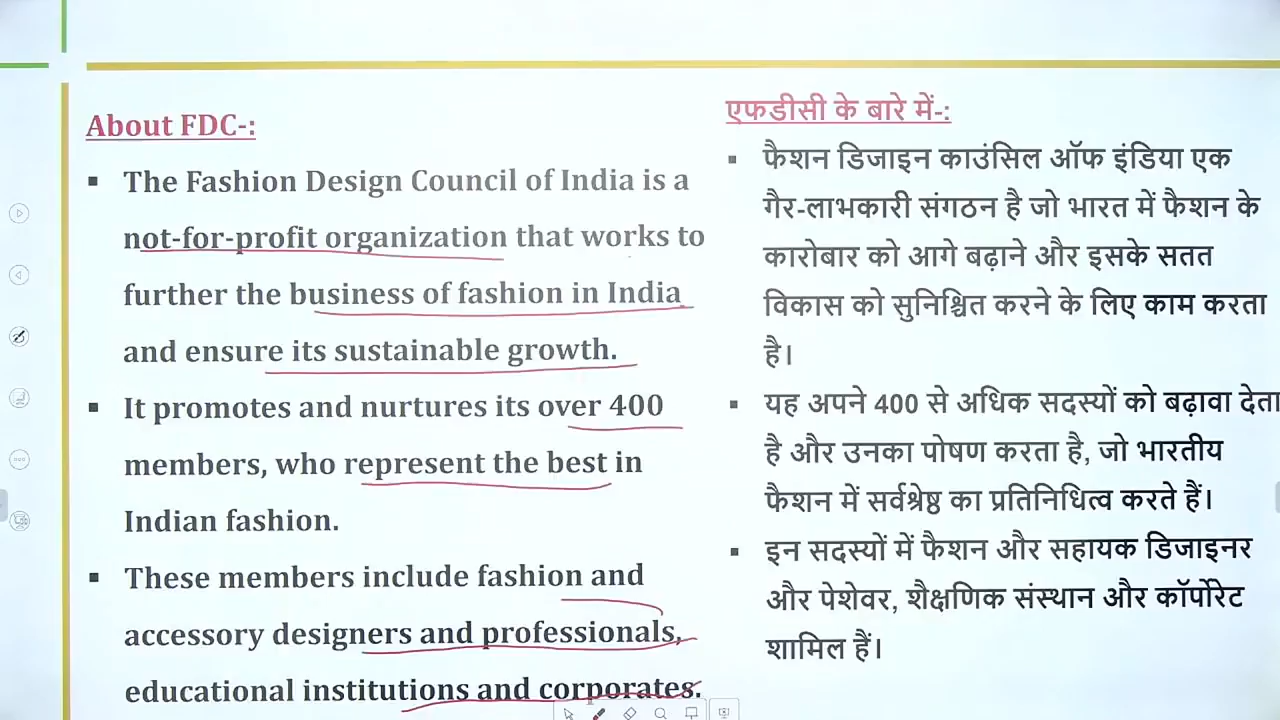 About FDC-:
▪ The Fashion Design Council of India is a
not-for-profit organization that works to
further the business of fashion in India
and ensure its sustainable growth.
▪ It promotes and nurtures its over 400
members, who represent the best in
Indian fashion.
▪ These members include fashion and
accessory designers and professionals,
educational institutions and corporates.
एफडीसी के बारे में-:
▪ फैशन डिजाइन काउंसिल ऑफ इंडिया एक
गैर-लाभकारी संगठन है जो भारत में फैशन के
कारोबार को आगे बढ़ाने और इसके सतत
विकास को सुनिश्चित करने के लिए काम करता
है।
▪ यह अपने 400 से अधिक सदस्यों को बढ़ावा देता
है और उनका पोषण करता है, जो भारतीय
फैशन में सर्वश्रेष्ठ का प्रतिनिधित्व करते हैं।
▪ इन सदस्यों में फैशन और सहायक डिजाइनर
और पेशेवर, शैक्षणिक संस्थान और कॉर्पोरेट
शामिल हैं।